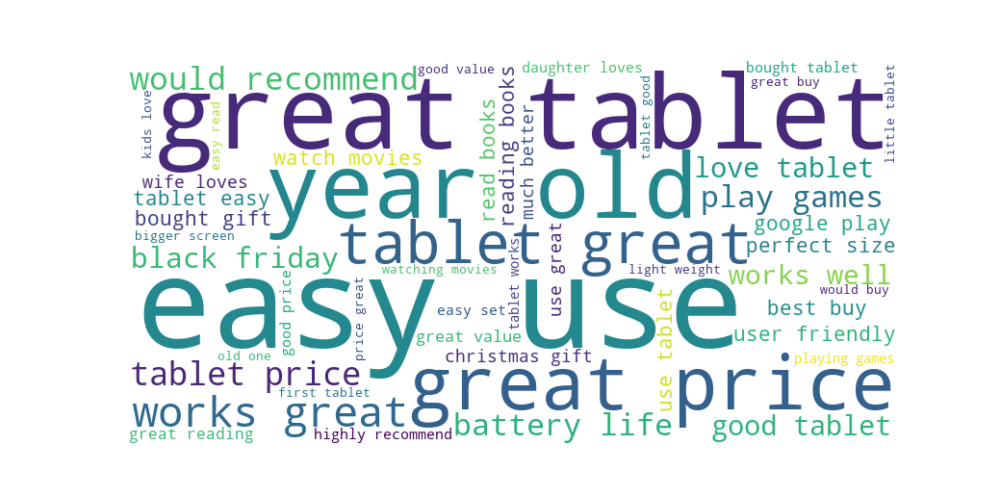 good value
daughter loves
bought tablet
would recommend
great tablet
great buy
kids love
easy read
read books
reading books
much better
tablet good
little tablet
watch movies
year old
love tablet
wife loves
tablet easy
play games
bought gift
google play
bigger screen
tablet great
perfect size
black friday
watching movies
tablet works
use great
light weight
works well
easy use
good price
price great
would buy
easy set
best buy
great value
use tablet
user friendly
old one
christmas gift
playing games
tablet price
great price
first tablet
works great
battery life
good tablet
great reading
highly recommend